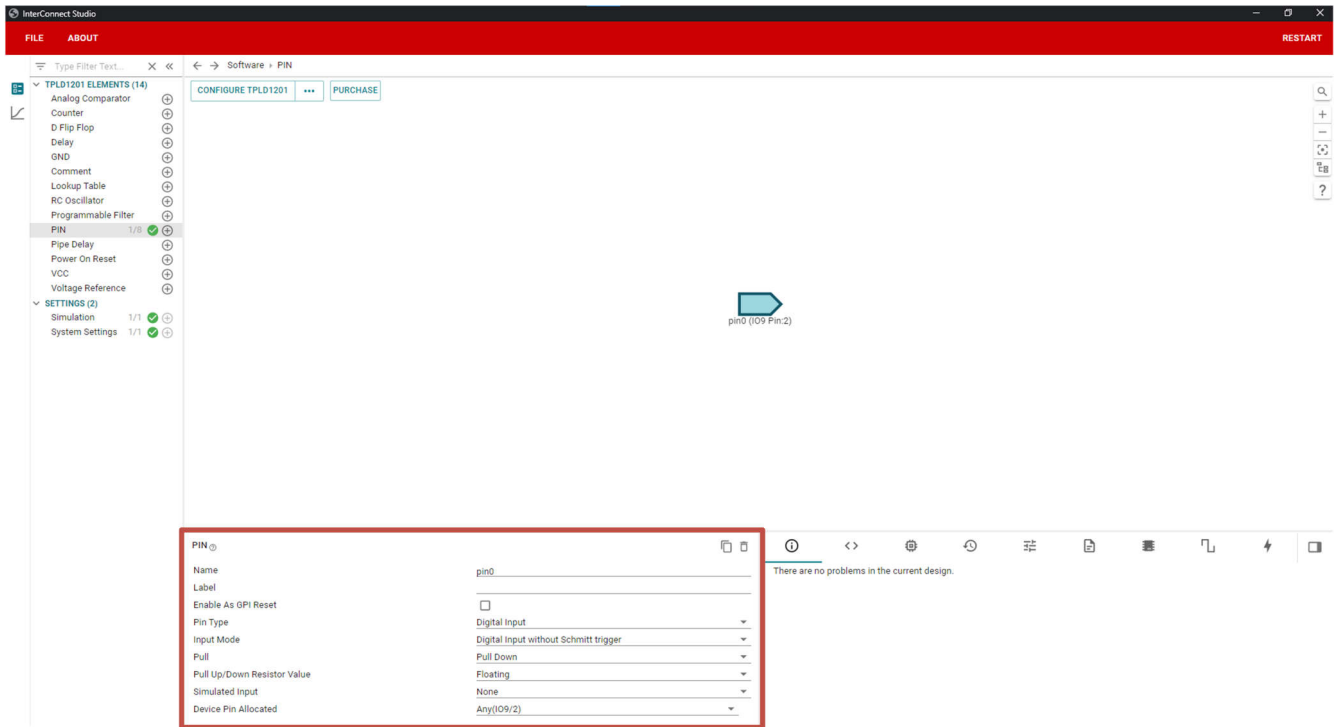 InterConnect Studio
FILE ABOUT RESTART
Type Filter Text...
Software › PIN
TPLD1201 ELEMENTS (14)
CONFIGURE TPLD1201 ••• PURCHASE
Analog Comparator
Counter
D Flip Flop
Delay
GND
Comment
Lookup Table
RC Oscillator
Programmable Filter
PIN 1/8
Pipe Delay
Power On Reset
VCC
Voltage Reference
SETTINGS (2)
Simulation 1/1
System Settings 1/1
pin0 (IO9 Pin:2)
PIN
Name pin0
Label
Enable As GPI Reset
Pin Type Digital Input
Input Mode Digital Input without Schmitt trigger
Pull Pull Down
Pull Up/Down Resistor Value Floating
Simulated Input None
Device Pin Allocated Any(IO9/2)
There are no problems in the current design.